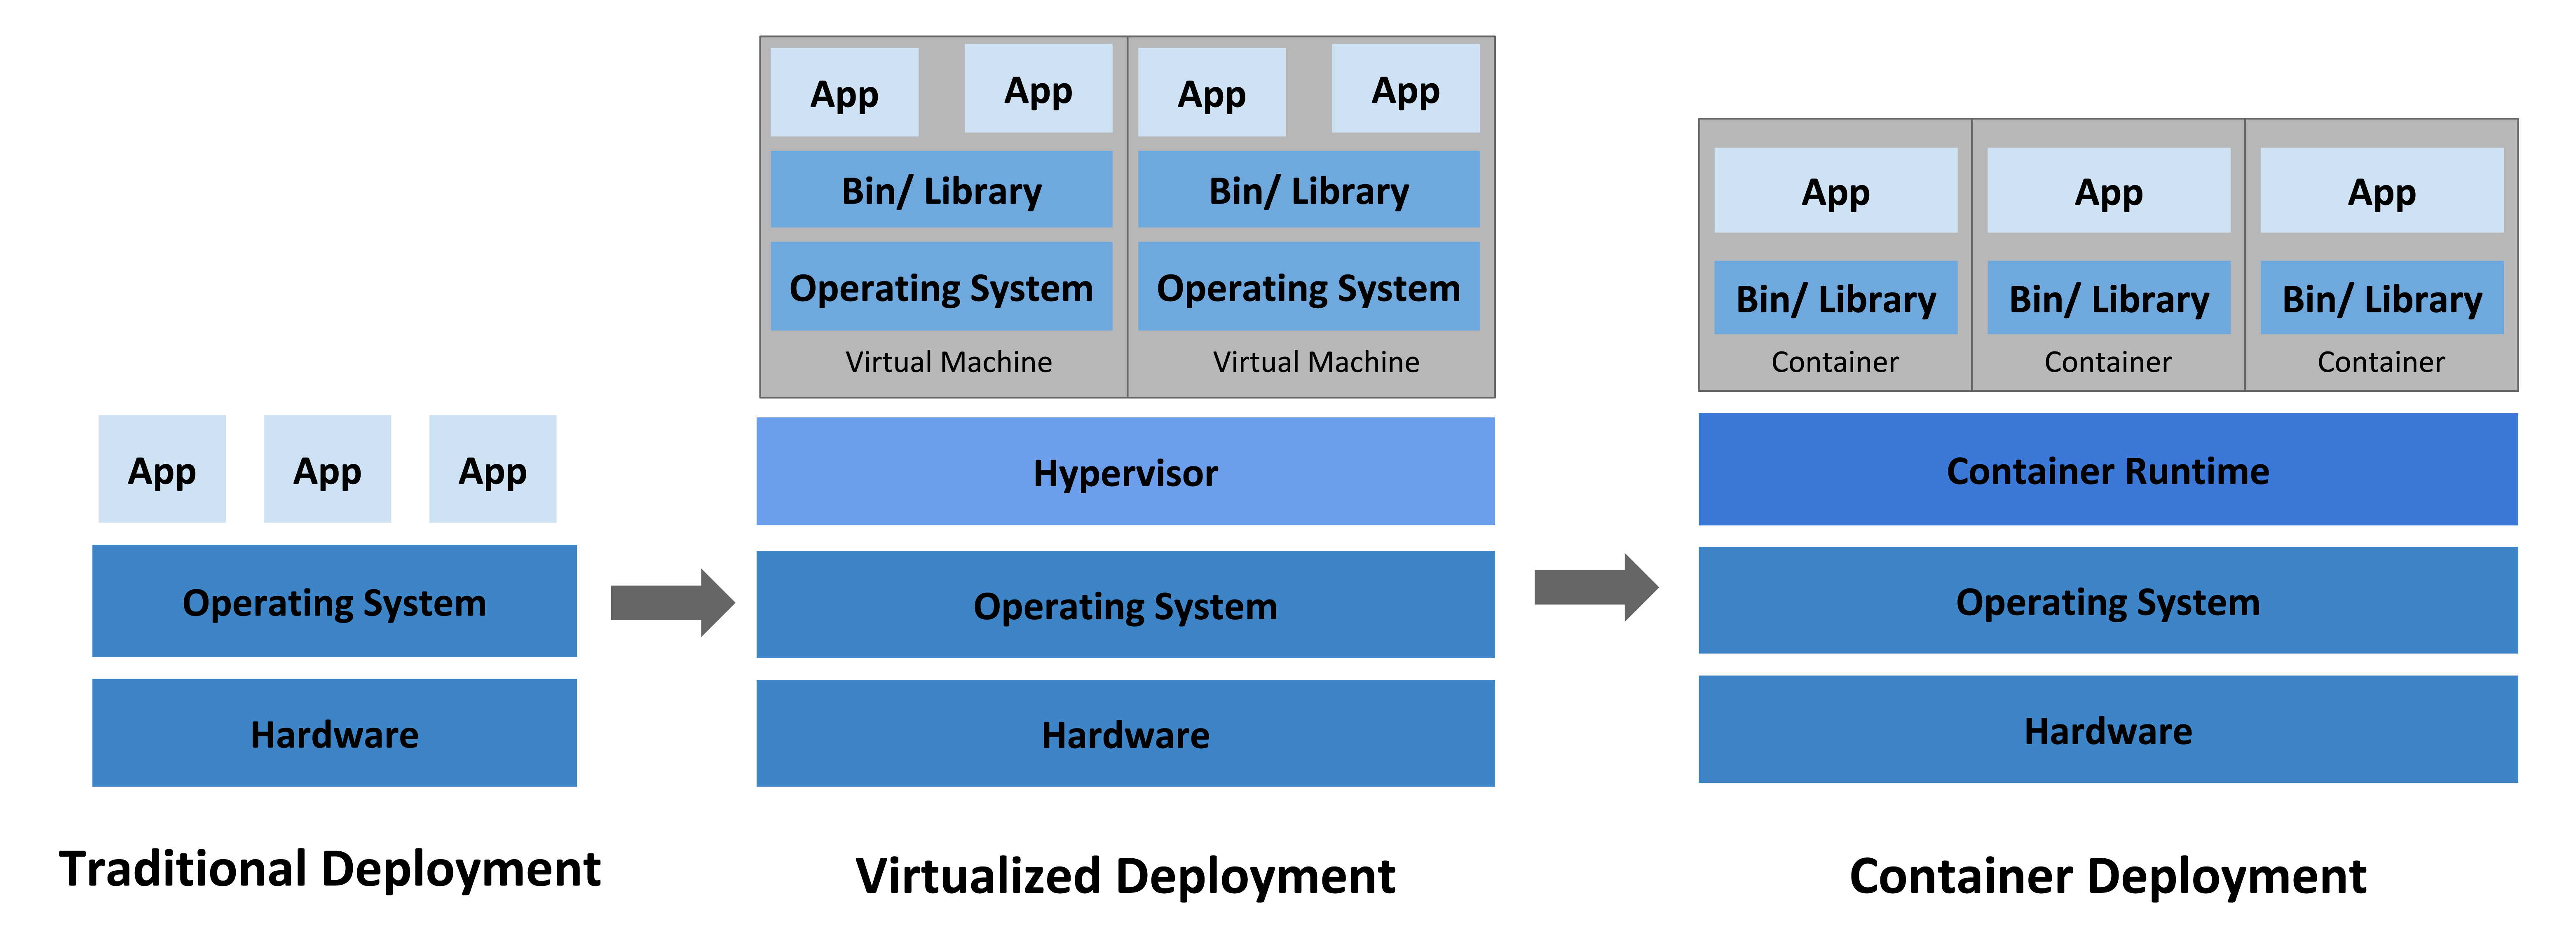 App
App
App
Operating System
Hardware
Traditional Deployment
App
App
App
App
Bin/ Library
Bin/ Library
Operating System
Operating System
Virtual Machine
Virtual Machine
Hypervisor
Operating System
Hardware
Virtualized Deployment
App
App
App
Bin/ Library
Bin/ Library
Bin/ Library
Container
Container
Container
Container Runtime
Operating System
Hardware
Container Deployment